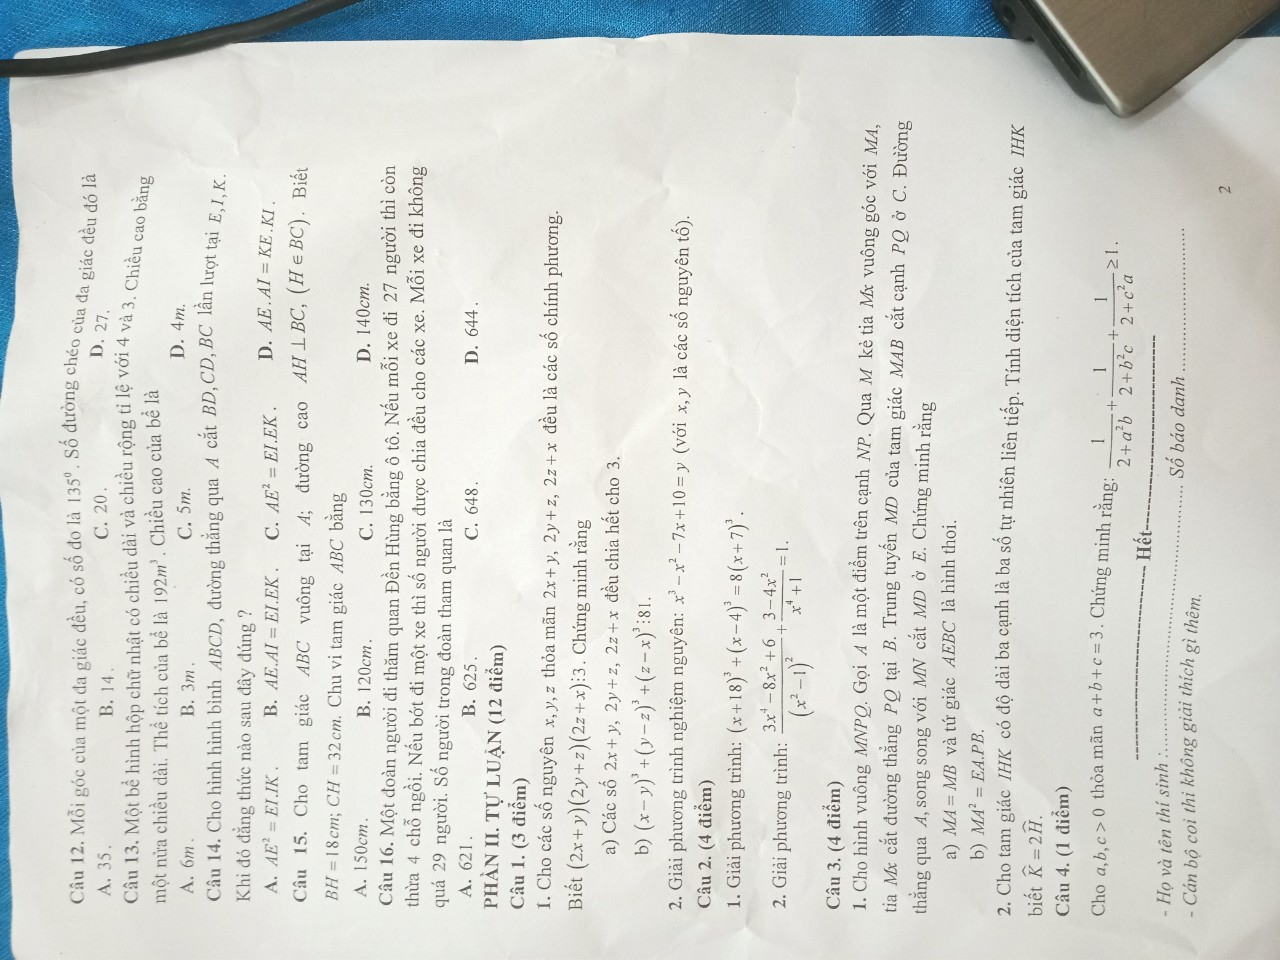 Câu 12. Mỗi góc của một đa giác đều, có số đo là 135⁰. Số đường chéo của đa giác đều đó là
A. 35. B. 14. C. 20. D. 27.
Câu 13. Một bể hình hộp chữ nhật có chiều dài và chiều rộng tỉ lệ với 4 và 3. Chiều cao bằng
một nửa chiều dài. Thể tích của bể là 192m³. Chiều cao của bể là
A. 6m. B. 3m. C. 5m. D. 4m.
Câu 14. Cho hình hình bình ABCD, đường thẳng qua A cắt BD,CD,BC lần lượt tại E,I,K.
Khi đó đẳng thức nào sau đây đúng ?
A. AE² = EI.IK. B. AE.AI = EI.EK. C. AE² = EI.EK. D. AE.AI = KE.KI.
Câu 15. Cho tam giác ABC vuông tại A; đường cao AH ⊥ BC, (H ∈ BC). Biết
BH = 18cm; CH = 32cm. Chu vi tam giác ABC bằng
A. 150cm. B. 120cm. C. 130cm. D. 140cm.
Câu 16. Một đoàn người đi thăm quan Đền Hùng bằng ô tô. Nếu mỗi xe đi 27 người thì còn
thừa 4 chỗ ngồi. Nếu bớt đi một xe thì số người được chia đều cho các xe. Mỗi xe đi không
quá 29 người. Số người trong đoàn tham quan là
A. 621. B. 625. C. 648. D. 644.
PHẦN II. TỰ LUẬN (12 điểm)
Câu 1. (3 điểm)
1. Cho các số nguyên x,y,z thỏa mãn 2x+y, 2y+z, 2z+x đều là các số chính phương.
Biết (2x+y)(2y+z)(2z+x)⋮3. Chứng minh rằng
a) Các số 2x+y, 2y+z, 2z+x đều chia hết cho 3.
b) (x−y)³+(y−z)³+(z−x)³⋮81.
2. Giải phương trình nghiệm nguyên: x³−x²−7x+10=y (với x,y là các số nguyên tố).
Câu 2. (4 điểm)
1. Giải phương trình: (x+18)³+(x−4)³=8(x+7)³.
2. Giải phương trình: (3x⁴−8x²+6)/(x²−1)² + (3−4x²)/(x⁴+1) = 1.
Câu 3. (4 điểm)
1. Cho hình vuông MNPQ. Gọi A là một điểm trên cạnh NP. Qua M kẻ tia Mx vuông góc với MA,
tia Mx cắt đường thẳng PQ tại B. Trung tuyến MD của tam giác MAB cắt cạnh PQ ở C. Đường
thẳng qua A, song song với MN cắt MD ở E. Chứng minh rằng
a) MA = MB và tứ giác AEBC là hình thoi.
b) MA² = EA.PB.
2. Cho tam giác IHK có độ dài ba cạnh là ba số tự nhiên liên tiếp. Tính diện tích của tam giác IHK
biết K̂ = 2Ĥ.
Câu 4. (1 điểm)
Cho a,b,c>0 thỏa mãn a+b+c=3. Chứng minh rằng: 1/(2+a²b) + 1/(2+b²c) + 1/(2+c²a) ≥ 1.
---------------------------- Hết----------------------------
- Họ và tên thí sinh :............................................... Số báo danh ..........................
- Cán bộ coi thi không giải thích gì thêm.
2